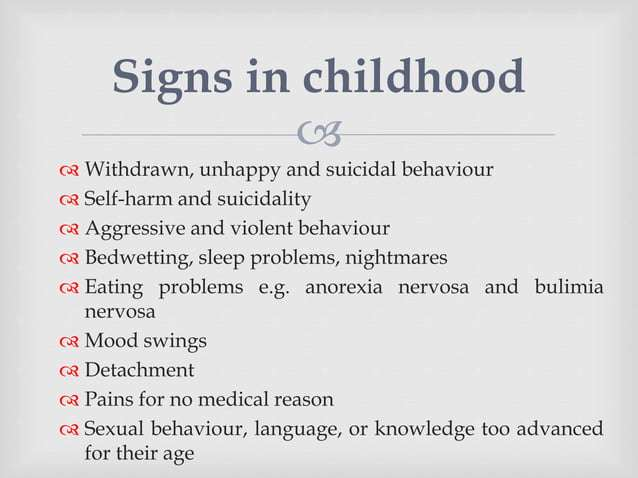 Signs in childhood
Withdrawn, unhappy and suicidal behaviour
Self-harm and suicidality
Aggressive and violent behaviour
Bedwetting, sleep problems, nightmares
Eating problems e.g. anorexia nervosa and bulimia
nervosa
Mood swings
Detachment
Pains for no medical reason
Sexual behaviour, language, or knowledge too advanced
for their age